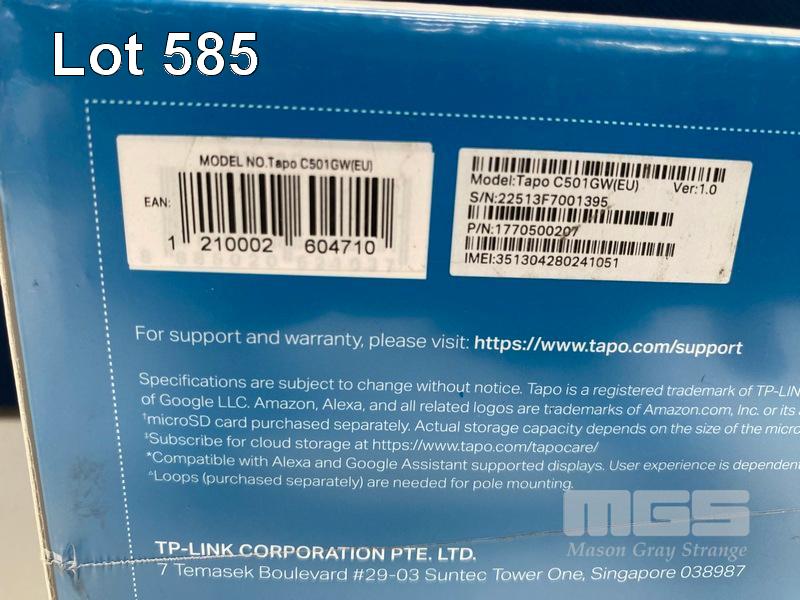 Lot 585
MODEL NO.Tapo C501GW(EU)
EAN:
1 210002 604710
Model:Tapo C501GW(EU) Ver:1.0
S/N:22513F7001395
P/N:1770500207
IMEI:351304280241051
For support and warranty, please visit: https://www.tapo.com/support
Specifications are subject to change without notice. Tapo is a registered trademark of TP-LIN
of Google LLC. Amazon, Alexa, and all related logos are trademarks of Amazon.com, Inc. or its
†microSD card purchased separately. Actual storage capacity depends on the size of the micro
‡Subscribe for cloud storage at https://www.tapo.com/tapocare/
*Compatible with Alexa and Google Assistant supported displays. User experience is dependent
△Loops (purchased separately) are needed for pole mounting.
MGS
Mason Gray Strange
TP-LINK CORPORATION PTE. LTD.
7 Temasek Boulevard #29-03 Suntec Tower One, Singapore 038987